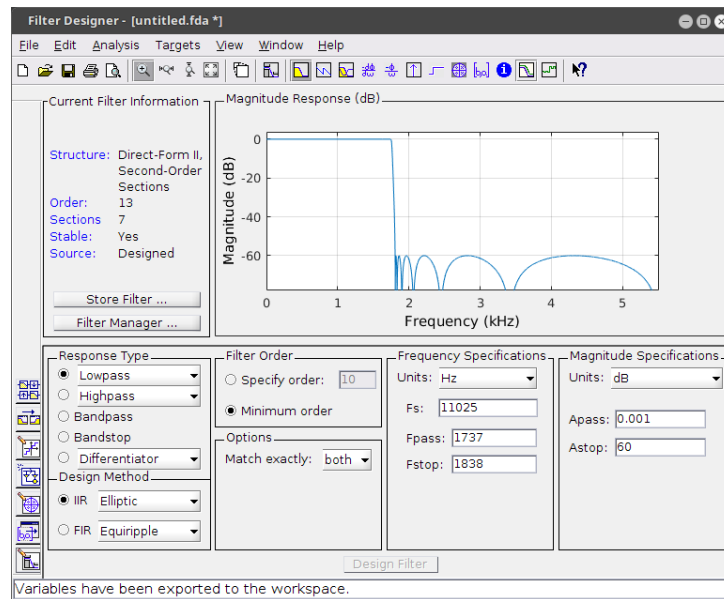 Filter Designer - [untitled.fda *]
File Edit Analysis Targets View Window Help
Current Filter Information
Structure: Direct-Form II,
Second-Order
Sections
Order: 13
Sections 7
Stable: Yes
Source: Designed
Store Filter ...
Filter Manager ...
Magnitude Response (dB)
Magnitude (dB)
0
-20
-40
-60
0 1 2 3 4 5
Frequency (kHz)
Response Type
Lowpass
Highpass
Bandpass
Bandstop
Differentiator
Design Method
IIR Elliptic
FIR Equiripple
Filter Order
Specify order: 10
Minimum order
Options
Match exactly: both
Frequency Specifications
Units: Hz
Fs: 11025
Fpass: 1737
Fstop: 1838
Magnitude Specifications
Units: dB
Apass: 0.001
Astop: 60
Design Filter
Variables have been exported to the workspace.